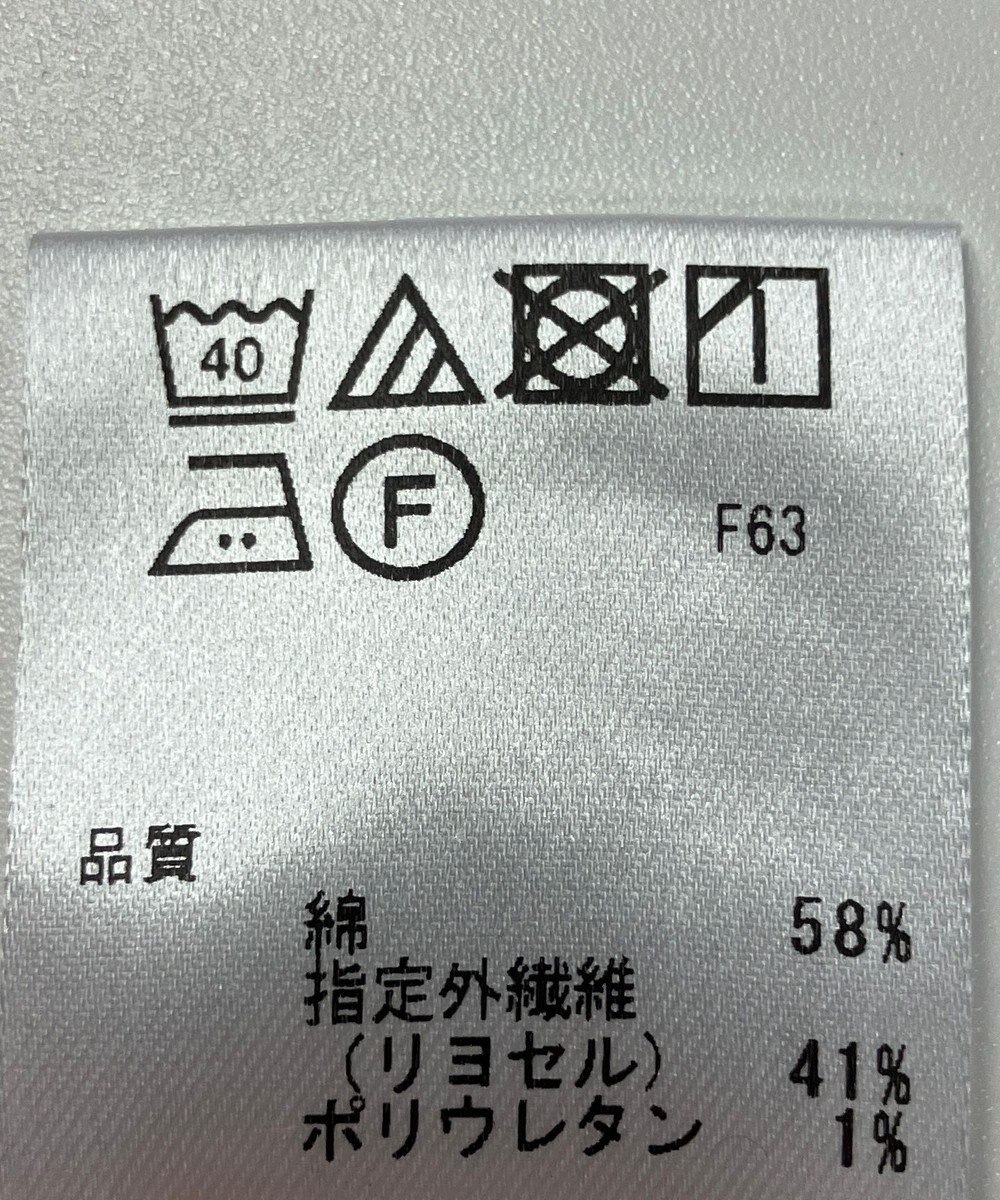 40
F
F63
品質
綿 58%
指定外繊維
(リヨセル) 41%
ポリウレタン 1%